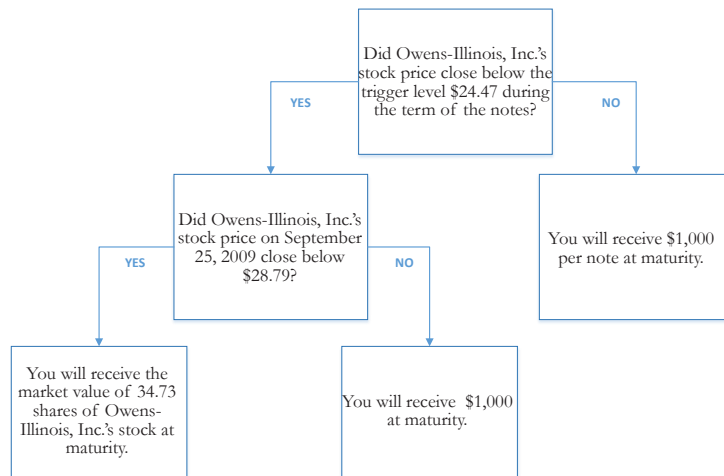 Did Owens-Illinois, Inc.'s
stock price close below the
trigger level $24.47 during
the term of the notes?
YES
NO
Did Owens-Illinois, Inc.'s
stock price on September
25, 2009 close below
$28.79?
You will receive $1,000
per note at maturity.
YES
NO
You will receive the
market value of 34.73
shares of Owens-
Illinois, Inc.'s stock at
maturity.
You will receive $1,000
at maturity.